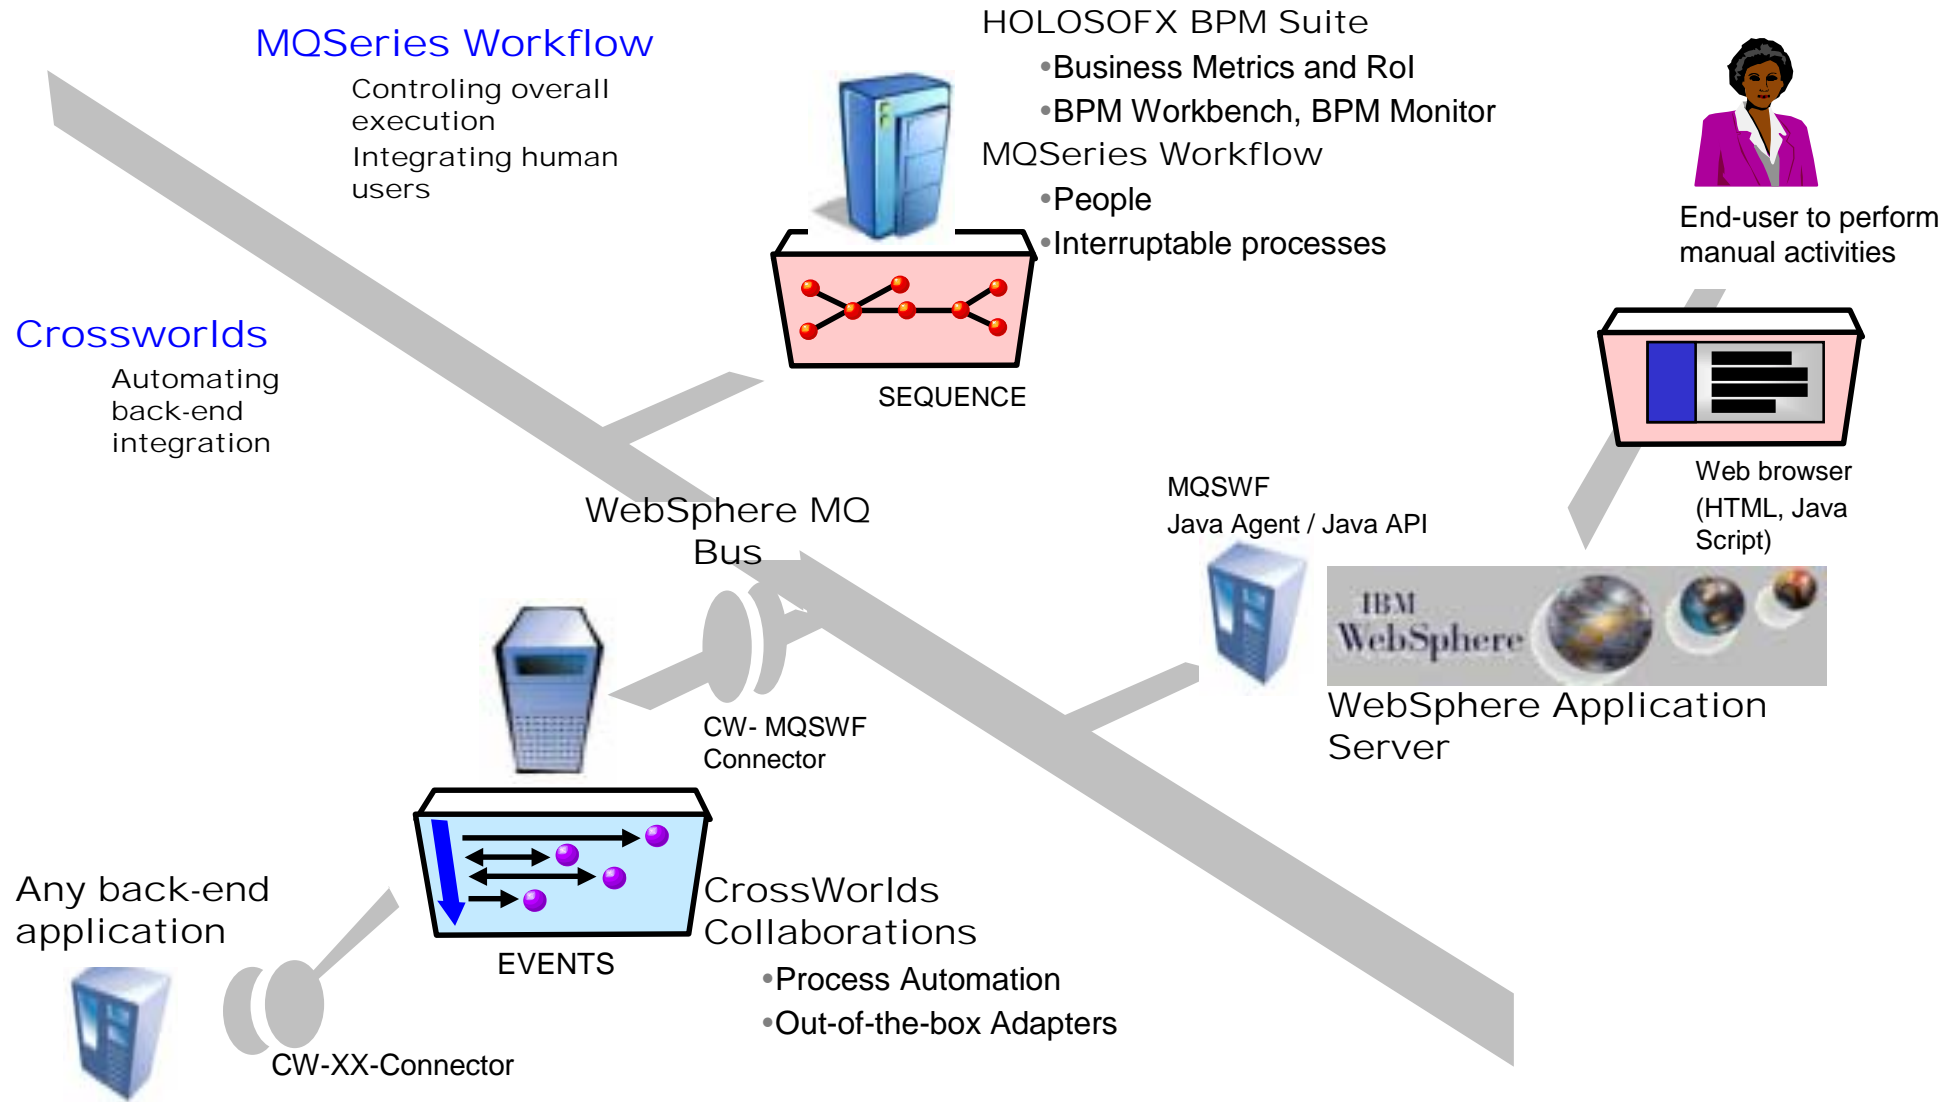 MQSeries Workflow
Controling overall
execution
Integrating human
users
HOLOSOFX BPM Suite
•Business Metrics and RoI
•BPM Workbench, BPM Monitor
MQSeries Workflow
•People
•Interruptable processes
End-user to perform
manual activities
Crossworlds
Automating
back-end
integration
SEQUENCE
Web browser
(HTML, Java
Script)
MQSWF
Java Agent / Java API
WebSphere MQ
Bus
IBM
WebSphere
WebSphere Application
Server
CW- MQSWF
Connector
Any back-end
application
EVENTS
CrossWorlds
Collaborations
•Process Automation
•Out-of-the-box Adapters
CW-XX-Connector